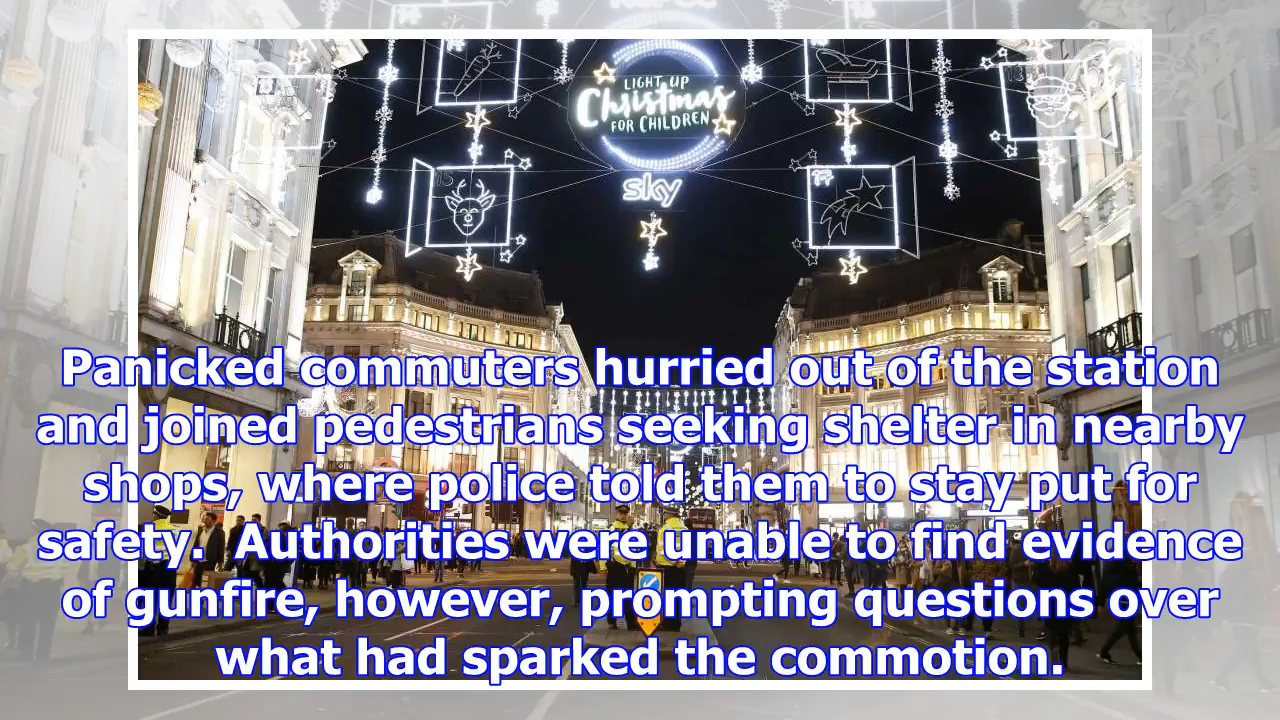 LIGHT UP
Christmas
FOR CHILDREN
sky
17
Panicked commuters hurried out of the station
and joined pedestrians seeking shelter in nearby
shops, where police told them to stay put for
safety. Authorities were unable to find evidence
of gunfire, however, prompting questions over
what had sparked the commotion.